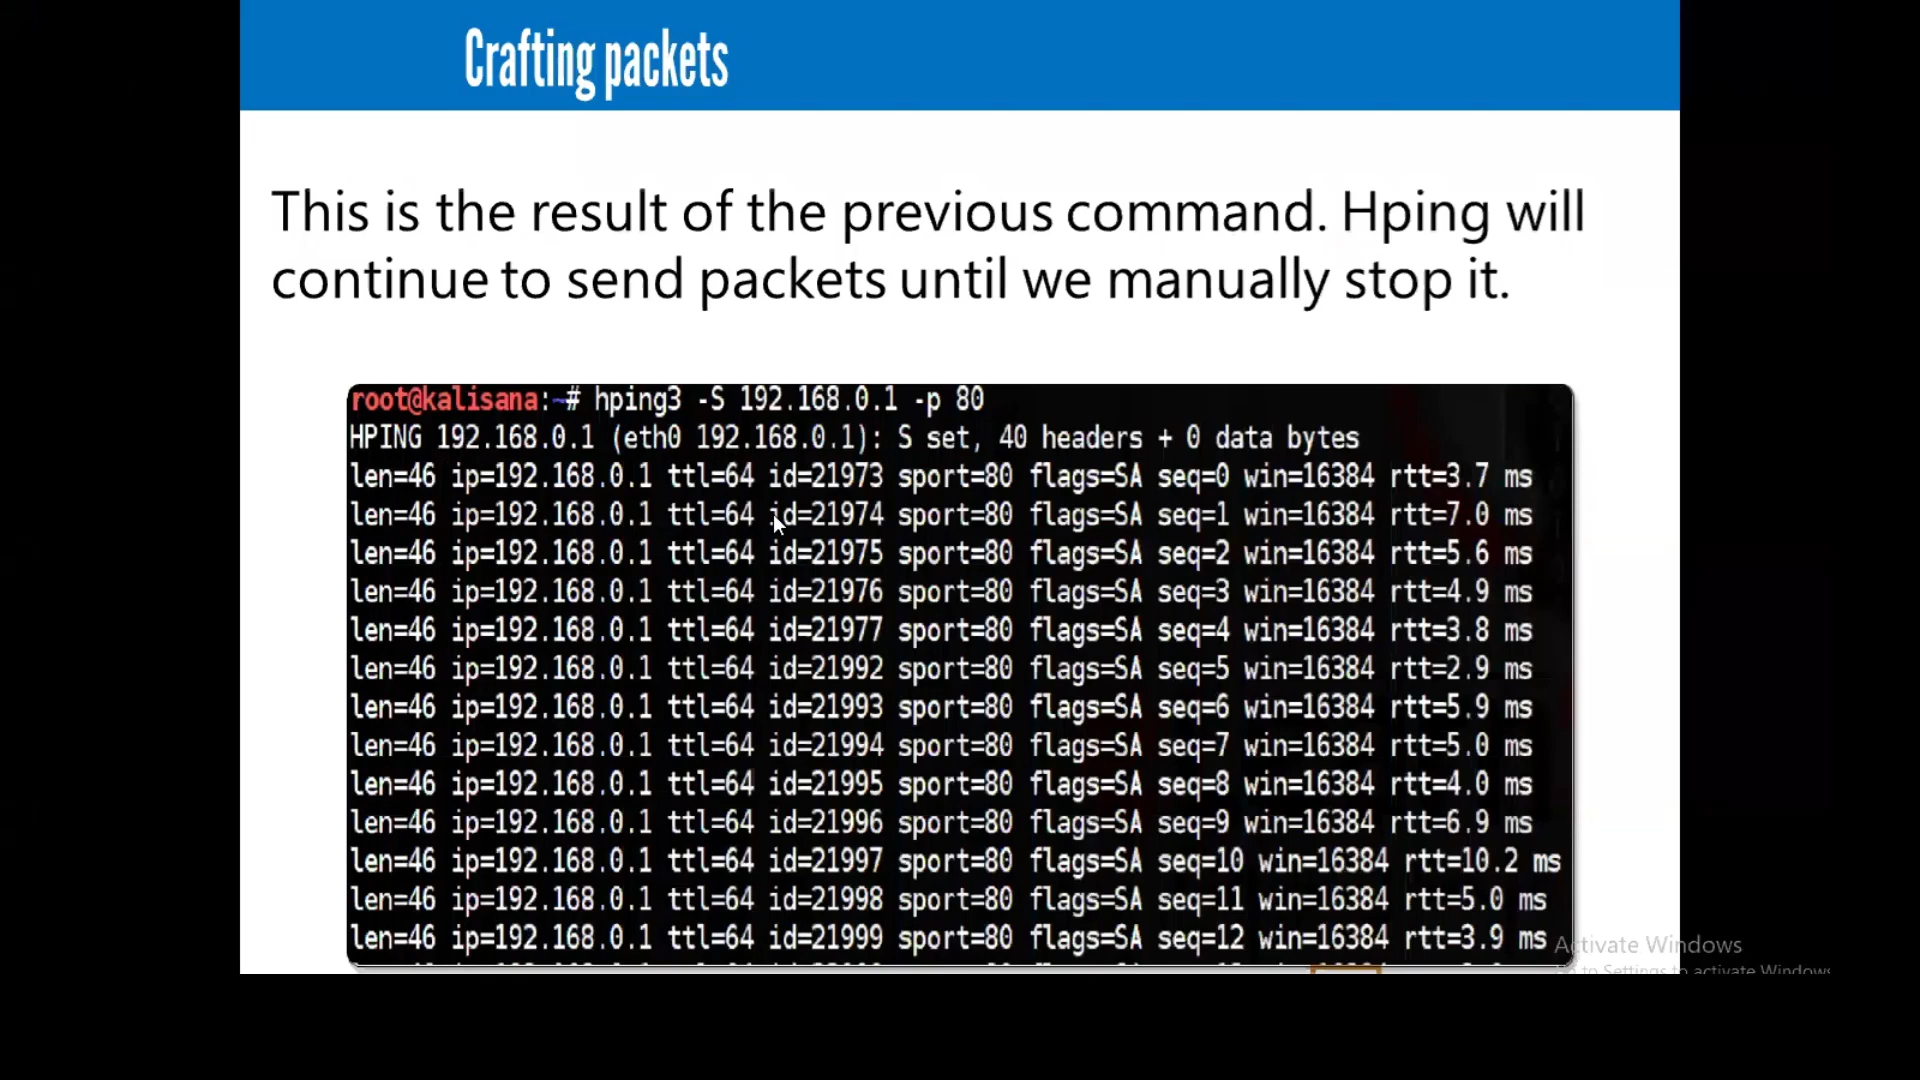 Crafting packets
This is the result of the previous command. Hping will
continue to send packets until we manually stop it.
root@kalisana:~# hping3 -S 192.168.0.1 -p 80
HPING 192.168.0.1 (eth0 192.168.0.1): S set, 40 headers + 0 data bytes
len=46 ip=192.168.0.1 ttl=64 id=21973 sport=80 flags=SA seq=0 win=16384 rtt=3.7 ms
len=46 ip=192.168.0.1 ttl=64 id=21974 sport=80 flags=SA seq=1 win=16384 rtt=7.0 ms
len=46 ip=192.168.0.1 ttl=64 id=21975 sport=80 flags=SA seq=2 win=16384 rtt=5.6 ms
len=46 ip=192.168.0.1 ttl=64 id=21976 sport=80 flags=SA seq=3 win=16384 rtt=4.9 ms
len=46 ip=192.168.0.1 ttl=64 id=21977 sport=80 flags=SA seq=4 win=16384 rtt=3.8 ms
len=46 ip=192.168.0.1 ttl=64 id=21992 sport=80 flags=SA seq=5 win=16384 rtt=2.9 ms
len=46 ip=192.168.0.1 ttl=64 id=21993 sport=80 flags=SA seq=6 win=16384 rtt=5.9 ms
len=46 ip=192.168.0.1 ttl=64 id=21994 sport=80 flags=SA seq=7 win=16384 rtt=5.0 ms
len=46 ip=192.168.0.1 ttl=64 id=21995 sport=80 flags=SA seq=8 win=16384 rtt=4.0 ms
len=46 ip=192.168.0.1 ttl=64 id=21996 sport=80 flags=SA seq=9 win=16384 rtt=6.9 ms
len=46 ip=192.168.0.1 ttl=64 id=21997 sport=80 flags=SA seq=10 win=16384 rtt=10.2 ms
len=46 ip=192.168.0.1 ttl=64 id=21998 sport=80 flags=SA seq=11 win=16384 rtt=5.0 ms
len=46 ip=192.168.0.1 ttl=64 id=21999 sport=80 flags=SA seq=12 win=16384 rtt=3.9 ms
Activate Windows
Go to Settings to activate Windows